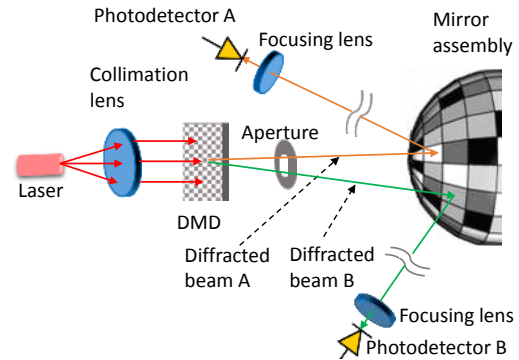 Photodetector A
Focusing lens
Mirror
assembly
Collimation
lens
Aperture
Laser
DMD
Diffracted
beam A
Diffracted
beam B
Focusing lens
Photodetector B